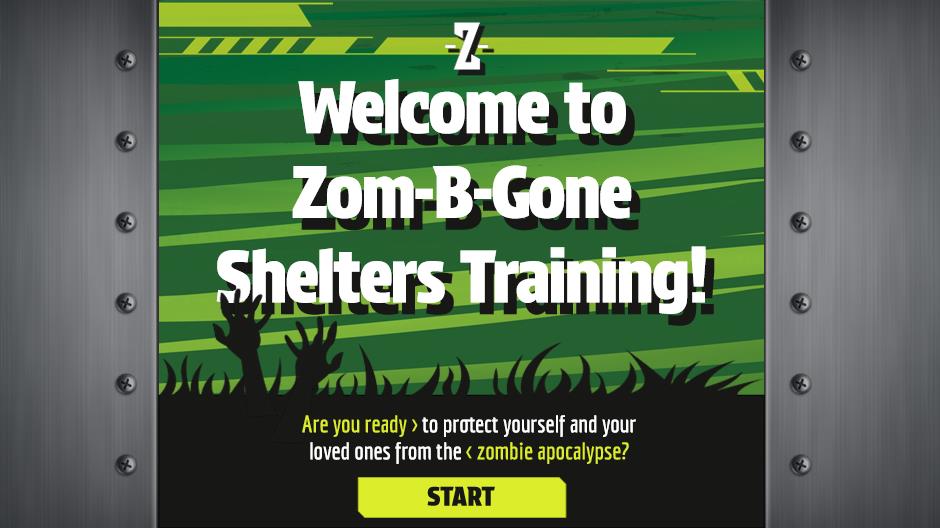 Z
Welcome to
Zom-B-Gone
Shelters Training!
Are you ready › to protect yourself and your
loved ones from the ‹ zombie apocalypse?
START